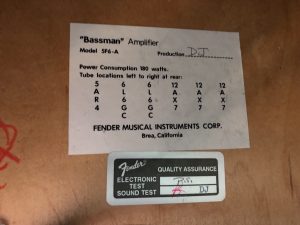 "Bassman" Amplifier
Model 5F6-A Production DJ
Power Consumption 180 watts.
Tube locations left to right at rear:
5 6 6 12 12 12
A L L A A A
R 6 6 X X X
4 G G 7 7 7
C C
FENDER MUSICAL INSTRUMENTS CORP.
Brea, California
Fender
QUALITY ASSURANCE
ELECTRONIC TEST
SOUND TEST DJ